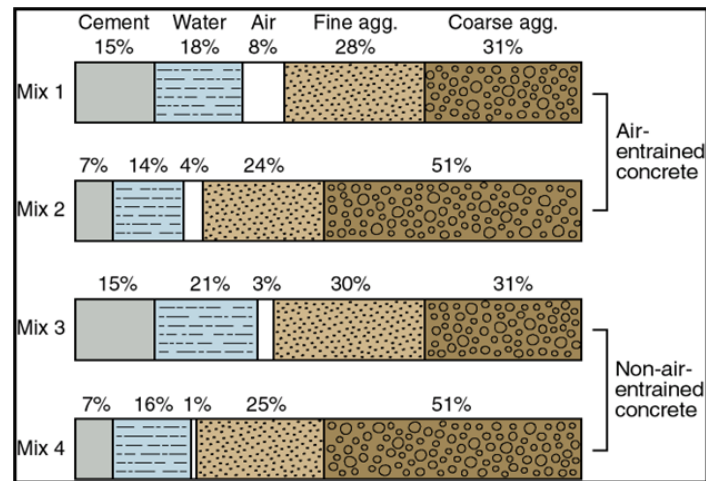 Cement Water Air Fine agg. Coarse agg.
15% 18% 8% 28% 31%
Mix 1
7% 14% 4% 24% 51%
Mix 2
Air-
entrained
concrete
15% 21% 3% 30% 31%
Mix 3
7% 16% 1% 25% 51%
Mix 4
Non-air-
entrained
concrete